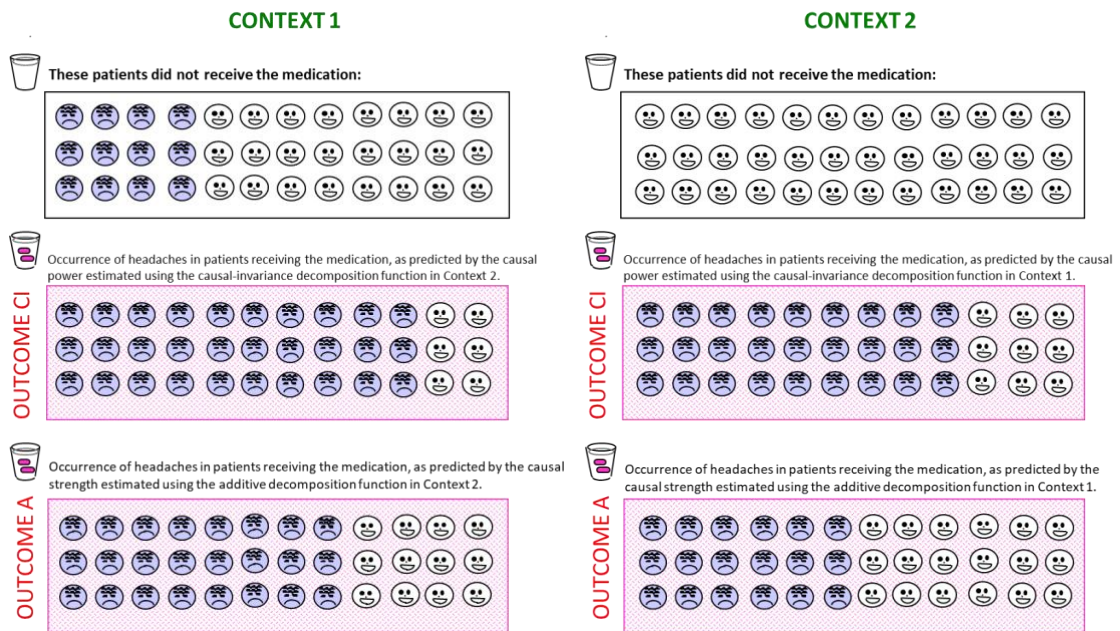 CONTEXT 1
These patients did not receive the medication:
OUTCOME CI
Occurrence of headaches in patients receiving the medication, as predicted by the causal
power estimated using the causal-invariance decomposition function in Context 2.
OUTCOME A
Occurrence of headaches in patients receiving the medication, as predicted by the causal
strength estimated using the additive decomposition function in Context 2.
CONTEXT 2
These patients did not receive the medication:
OUTCOME CI
Occurrence of headaches in patients receiving the medication, as predicted by the causal
power estimated using the causal-invariance decomposition function in Context 1.
OUTCOME A
Occurrence of headaches in patients receiving the medication, as predicted by the
causal strength estimated using the additive decomposition function in Context 1.